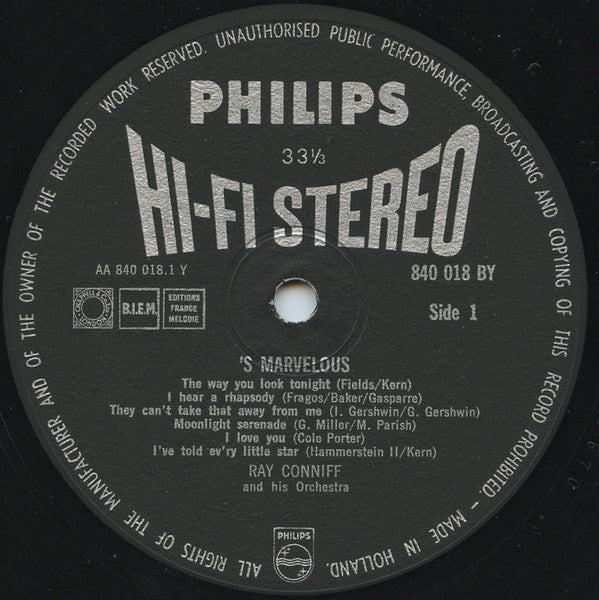 ALL RIGHTS OF THE MANUFACTURER AND OF THE OWNER OF THE RECORDED WORK RESERVED. UNAUTHORISED PUBLIC PERFORMANCE, BROADCASTING AND COPYING OF THIS RECORD PROHIBITED - MADE IN HOLLAND.
PHILIPS
33⅓
HI-FI STEREO
AA 840 018.1 Y
840 018 BY
CHAPPELL & CO LTD LONDON
B.I.E.M.
EDITIONS
FRANCE
MELODIE
Side 1
'S MARVELOUS
The way you look tonight (Fields/Kern)
I hear a rhapsody (Fragos/Baker/Gasparre)
They can't take that away from me (I. Gershwin/G. Gershwin)
Moonlight serenade (G. Miller/M. Parish)
I love you (Cole Porter)
I've told ev'ry little star (Hammerstein II/Kern)
RAY CONNIFF
and his Orchestra
PHILIPS